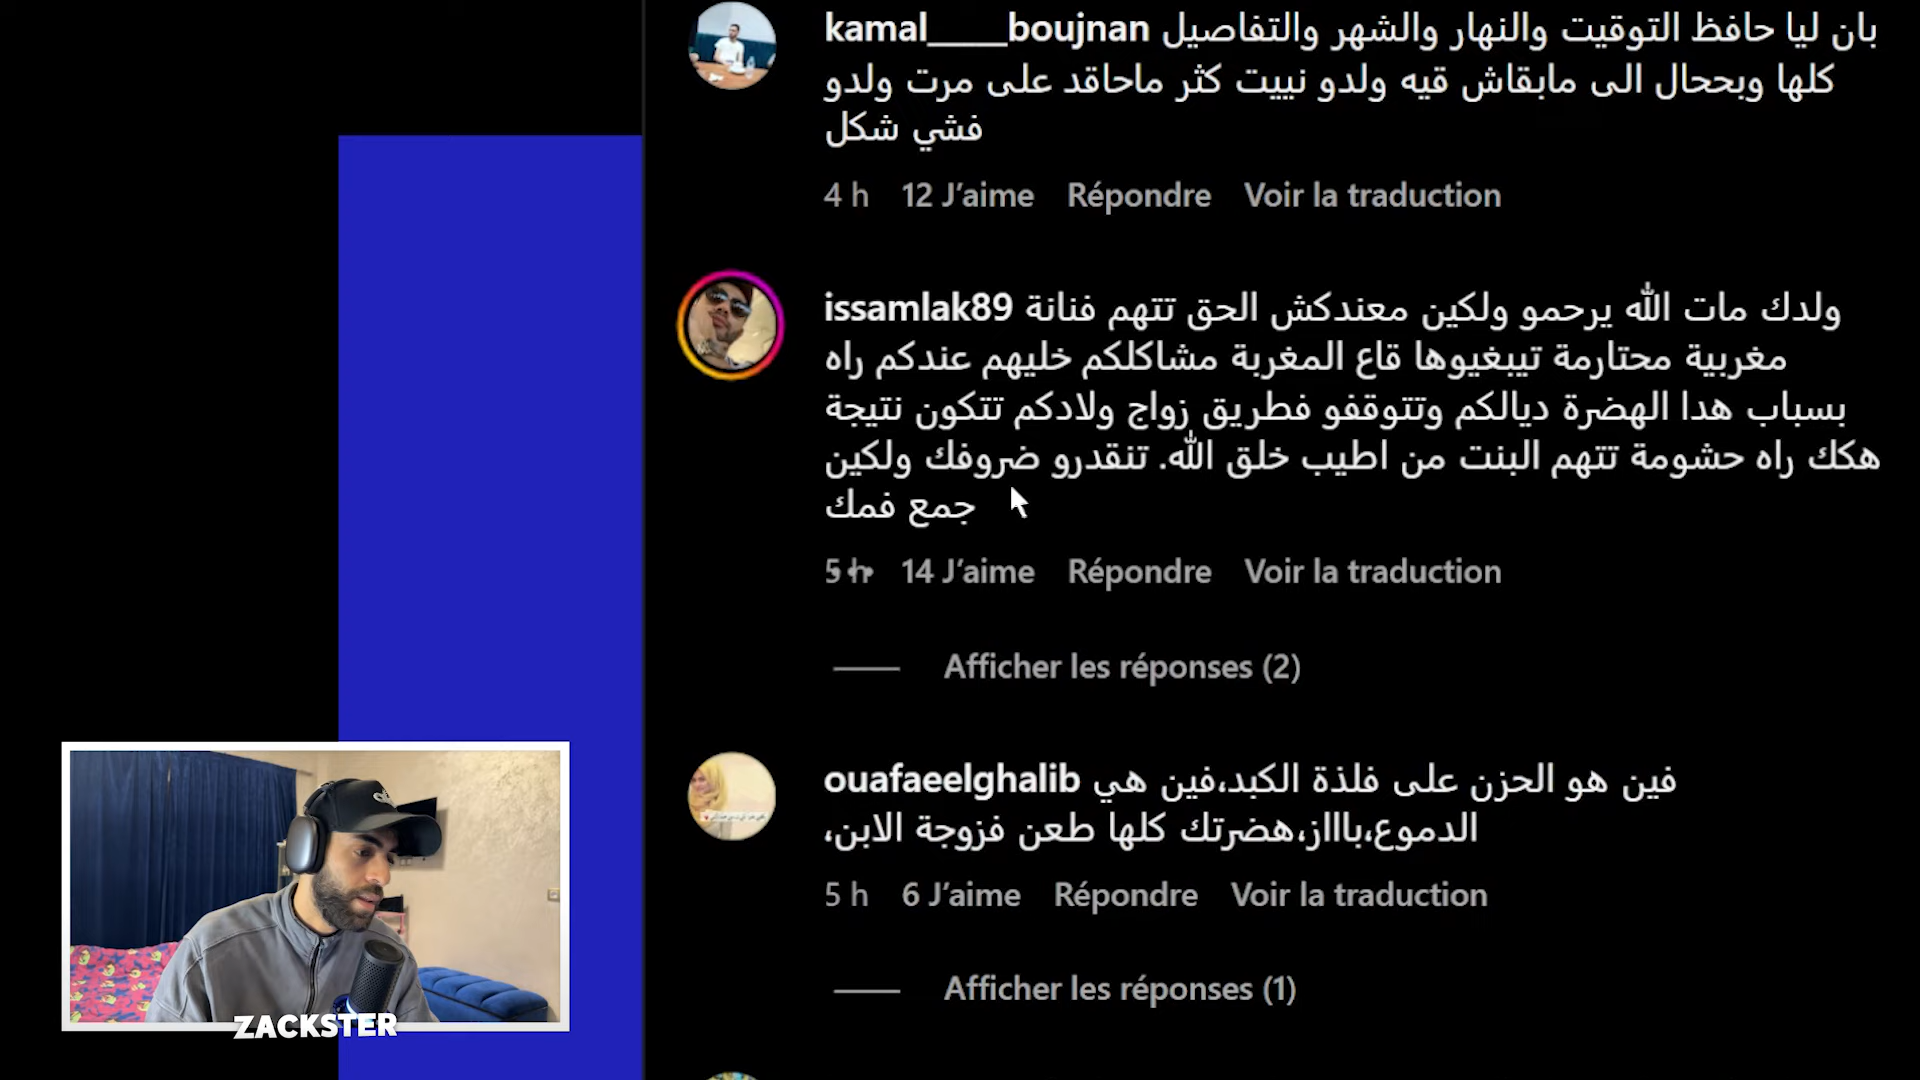 kamal_____boujnan بان ليا حافظ التوقيت والنهار والشهر والتفاصيل
كلها وبححال الى مابقاش قيه ولدو نييت كثر ماحاقد على مرت ولدو
فشي شكل
4 h 12 J’aime Répondre Voir la traduction
issamlak89 ولدك مات الله يرحمو ولكين معندكش الحق تتهم فنانة
مغربية محتارمة تيبغيوها قاع المغربة مشاكلكم خليهم عندكم راه
بسباب هدا الهضرة ديالكم وتتوقفو فطريق زواج ولادكم تتكون نتيجة
هكك راه حشومة تتهم البنت من اطيب خلق الله. تنقدرو ضروفك ولكين
جمع فمك
5 h 14 J’aime Répondre Voir la traduction
Afficher les réponses (2)
ouafaeelghalib فين هو الحزن على فلذة الكبد،فين هي
الدموع،باااز،هضرتك كلها طعن فزوجة الابن،
5 h 6 J’aime Répondre Voir la traduction
Afficher les réponses (1)
ZACKSTER